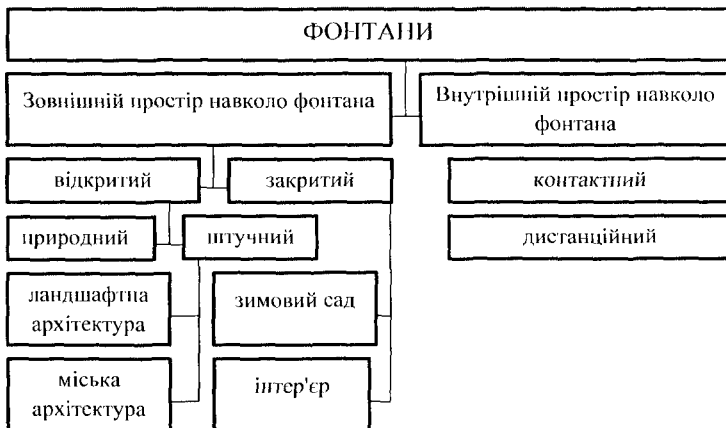 ФОНТАНИ
Зовнішній простір навколо фонтана
Внутрішній простір навколо
фонтана
відкритий
закритий
контактний
природний
штучний
дистанційний
ландшафтна
архітектура
зимовий сад
міська
архітектура
інтер'єр